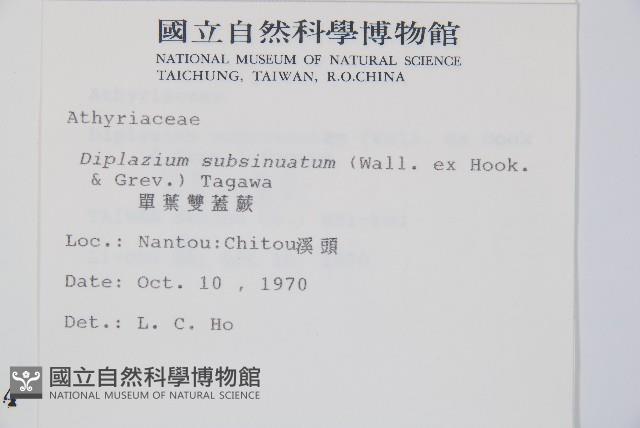 國立自然科學博物館
NATIONAL MUSEUM OF NATURAL SCIENCE
TAICHUNG, TAIWAN, R.O.CHINA
Athyriaceae
Diplazium subsinuatum (Wall. ex Hook.
& Grev.) Tagawa
單葉雙蓋蕨
Loc.: Nantou:Chitou溪頭
Date: Oct. 10 , 1970
Det.: L. C. Ho
國立自然科學博物館
NATIONAL MUSEUM OF NATURAL SCIENCE